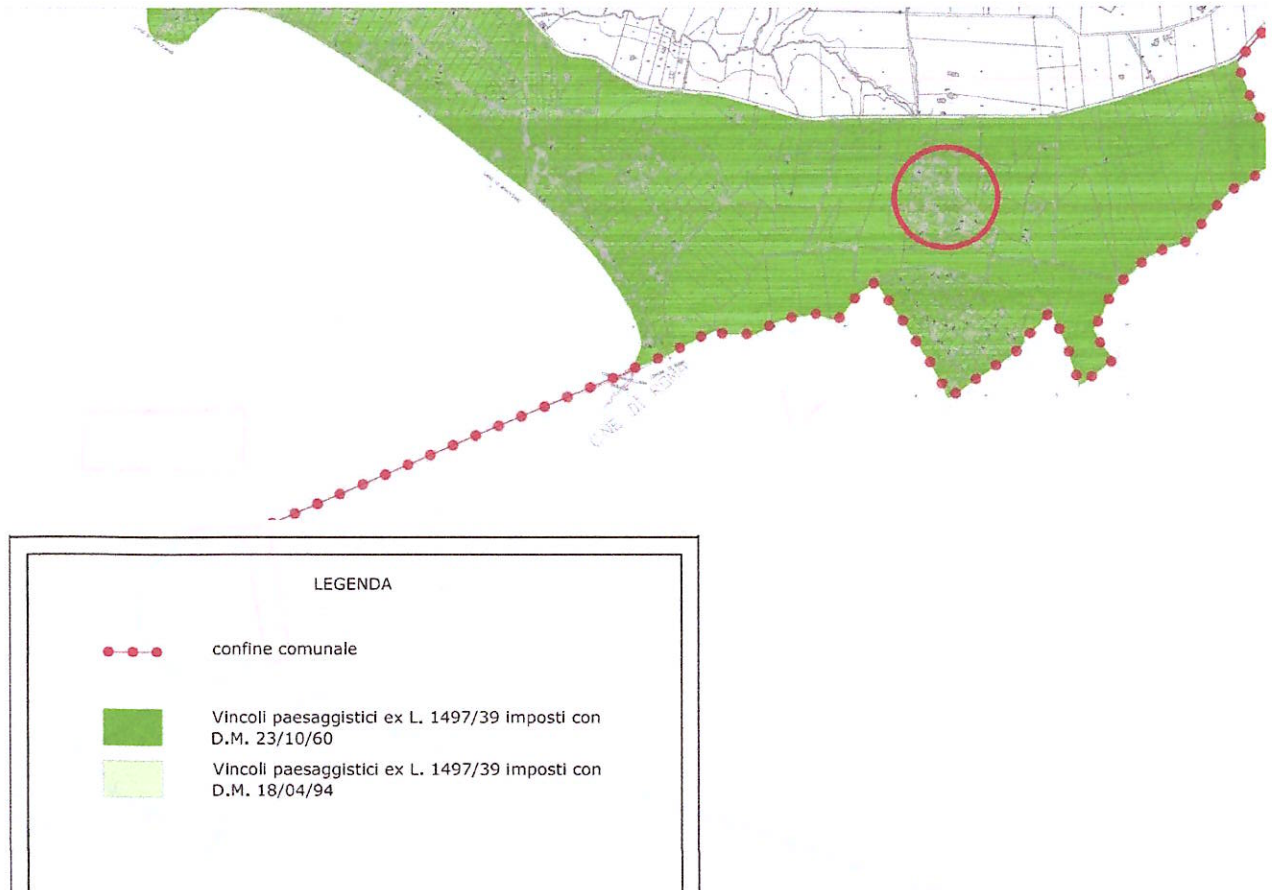 LEGENDA
confine comunale
Vincoli paesaggistici ex L. 1497/39 imposti con
D.M. 23/10/60
Vincoli paesaggistici ex L. 1497/39 imposti con
D.M. 18/04/94